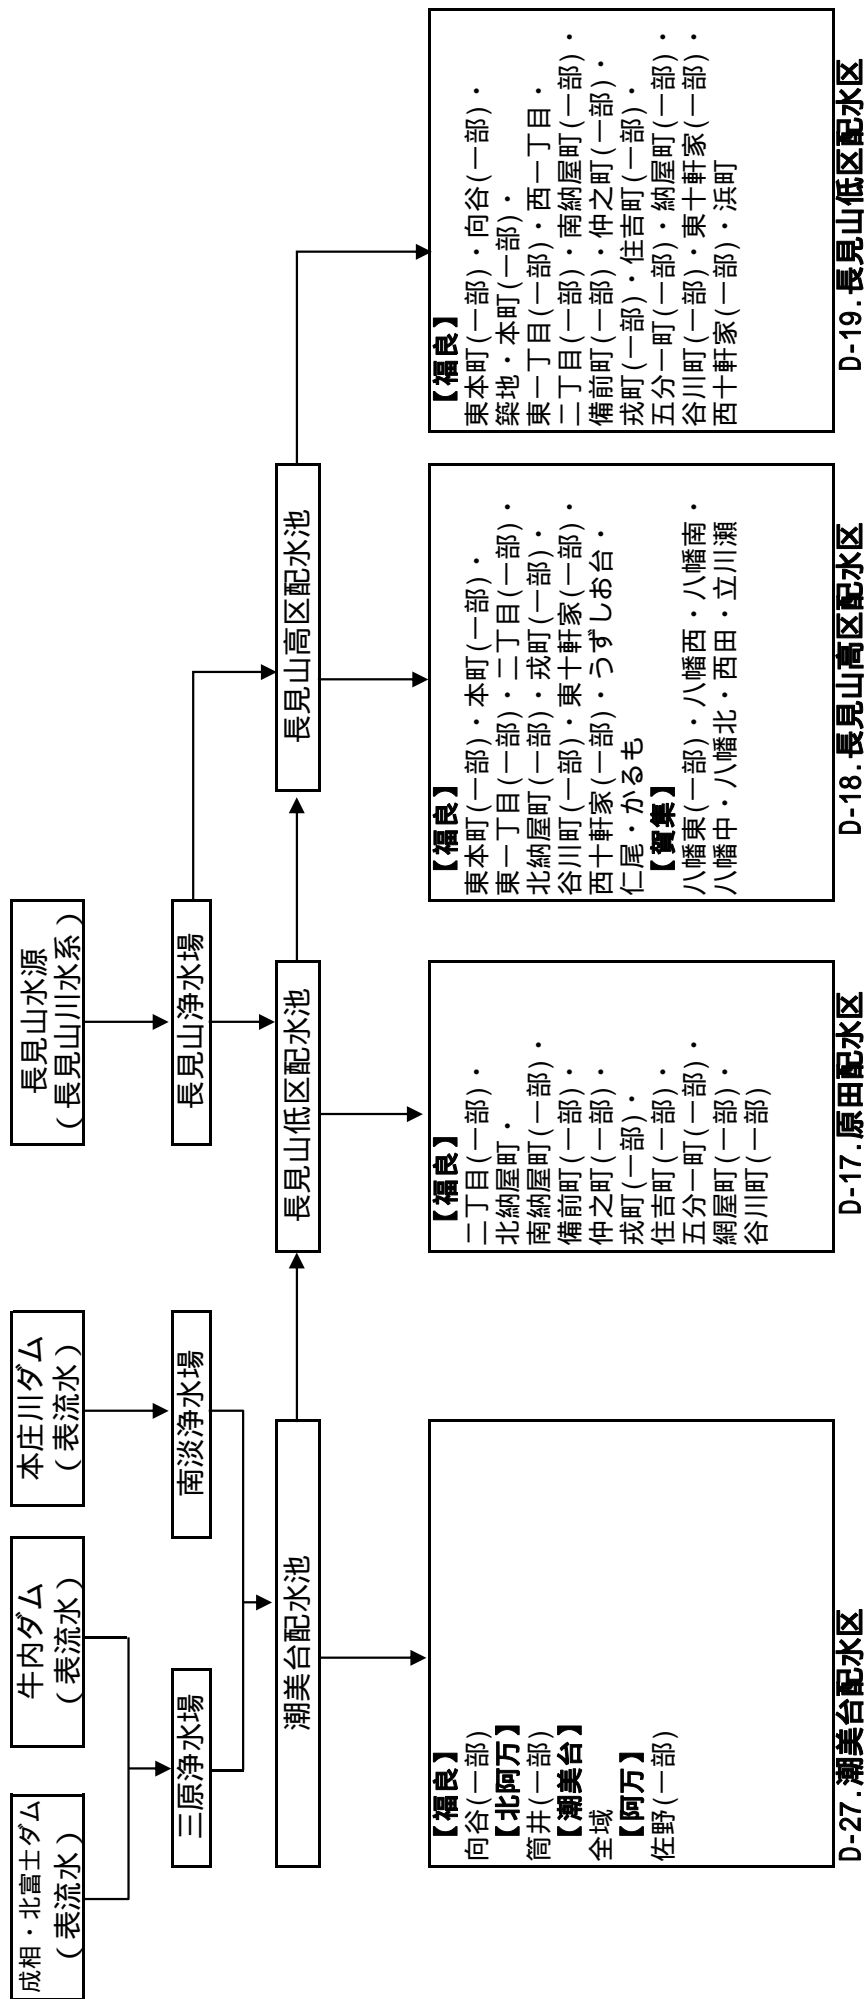 成相・北富士ダム
（表流水）
牛内ダム
（表流水）
本庄川ダム
（表流水）
長見山水源
（長見山川水系）
三原浄水場
南淡浄水場
長見山浄水場
潮美台配水池
長見山低区配水池
長見山高区配水池
【福良】
向谷(一部)
【北阿万】
筒井(一部)
【潮美台】
全域
【阿万】
佐野(一部)
D-27.潮美台配水区
【福良】
二丁目(一部)・
北納屋町・
南納屋町(一部)・
備前町(一部)・
仲之町(一部)・
戎町(一部)・
住吉町(一部)・
五分一町(一部)・
網屋町(一部)・
谷川町(一部)
D-17.原田配水区
【福良】
東本町(一部)・本町(一部)・
東一丁目(一部)・二丁目(一部)・
北納屋町(一部)・戎町(一部)・
谷川町(一部)・東十軒家(一部)・
西十軒家(一部)・うずしお台・
仁尾・かるも
【賀集】
八幡東(一部)・八幡西・八幡南・
八幡中・八幡北・西田・立川瀬
D-18.長見山高区配水区
【福良】
東本町(一部)・向谷(一部)・
築地・本町(一部)・
東一丁目(一部)・西一丁目・
二丁目(一部)・南納屋町(一部)・
備前町(一部)・仲之町(一部)・
戎町(一部)・住吉町(一部)・
五分一町(一部)・納屋町(一部)・
谷川町(一部)・東十軒家(一部)・
西十軒家(一部)・浜町
D-19.長見山低区配水区